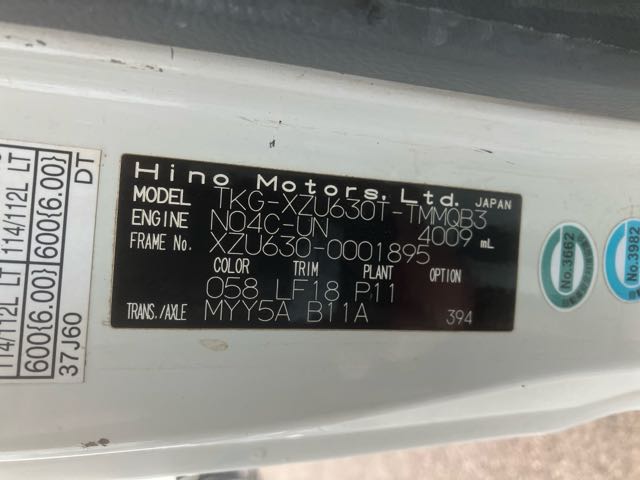 Hino Motors, Ltd. JAPAN
MODEL TKG-XZU630T-TMMQB3
ENGINE N04C-UN 4009 mL
FRAME No. XZU630-0001895
COLOR TRIM PLANT OPTION
058 LF18 P11
TRANS./AXLE MYY5A B11A 394
114/112L LT 114/112L LT
600{6.00} 600{6.00}
37J60 DT
No.3662
No.3982